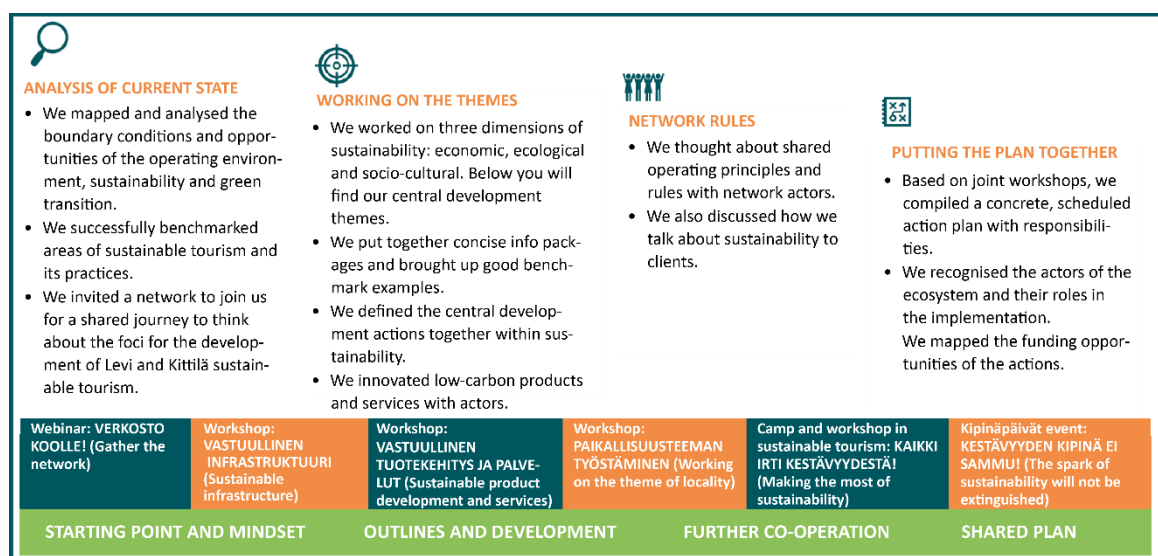 ANALYSIS OF CURRENT STATE
• We mapped and analysed the
boundary conditions and oppor-
tunities of the operating environ-
ment, sustainability and green
transition.
• We successfully benchmarked
areas of sustainable tourism and
its practices.
• We invited a network to join us
for a shared journey to think
about the foci for the develop-
ment of Levi and Kittilä sustain-
able tourism.
WORKING ON THE THEMES
• We worked on three dimensions of
sustainability: economic, ecological
and socio-cultural. Below you will
find our central development
themes.
• We put together concise info pack-
ages and brought up good bench-
mark examples.
• We defined the central develop-
ment actions together within sus-
tainability.
• We innovated low-carbon products
and services with actors.
NETWORK RULES
• We thought about shared
operating principles and
rules with network actors.
• We also discussed how we
talk about sustainability to
clients.
PUTTING THE PLAN TOGETHER
• Based on joint workshops, we
compiled a concrete, scheduled
action plan with responsibili-
ties.
• We recognised the actors of the
ecosystem and their roles in
the implementation.
We mapped the funding oppor-
tunities of the actions.
Webinar: VERKOSTO
KOOLLE! (Gather the
network)
Workshop:
VASTUULLINEN
INFRASTRUKTUURI
(Sustainable
infrastructure)
Workshop:
VASTUULLINEN
TUOTEKEHITYS JA PALVE-
LUT (Sustainable product
development and services)
Workshop:
PAIKALLISUUSTEEMAN
TYÖSTÄMINEN (Working
on the theme of locality)
Camp and workshop in
sustainable tourism: KAIKKI
IRTI KESTÄVYYDESTÄ!
(Making the most of
sustainability)
Kipinäpäivät event:
KESTÄVYYDEN KIPINÄ EI
SAMMU! (The spark of
sustainability will not be
extinguished)
STARTING POINT AND MINDSET
OUTLINES AND DEVELOPMENT
FURTHER CO-OPERATION
SHARED PLAN